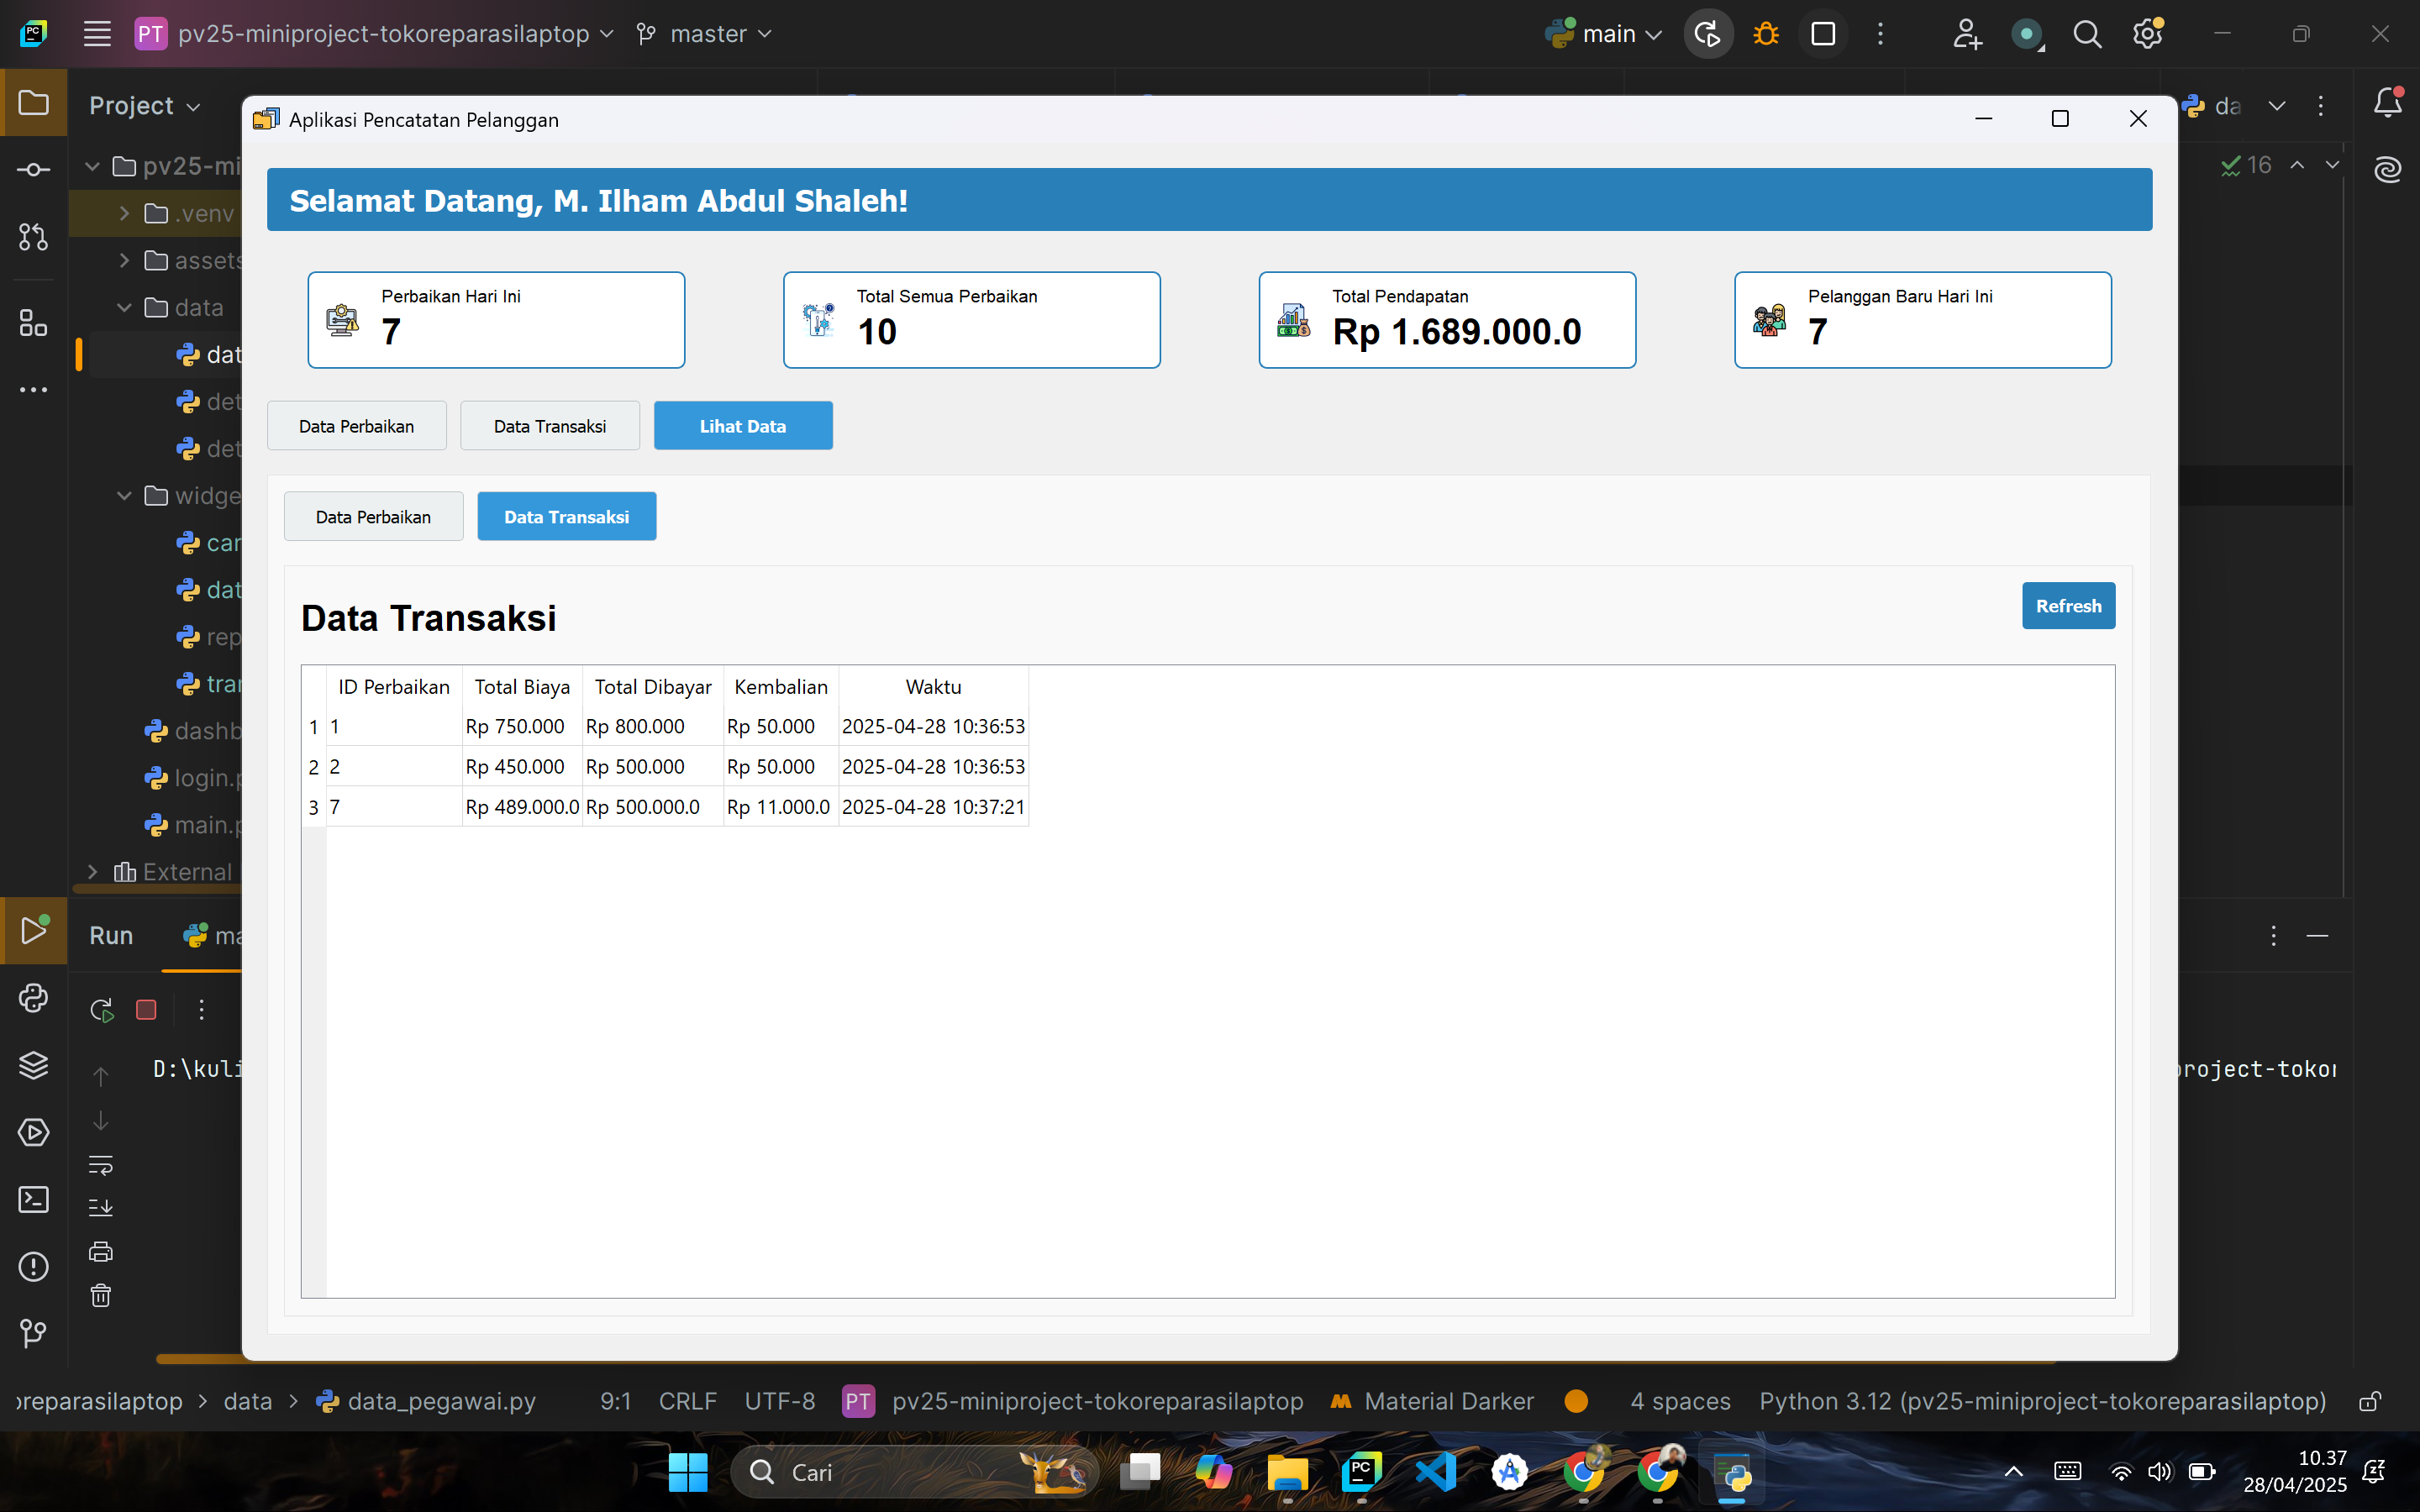 PC PT pv25-miniproject-tokoreparasilaptop master main
Project
da
Aplikasi Pencatatan Pelanggan
pv25-mi
16
.venv
Selamat Datang, M. Ilham Abdul Shaleh!
assets
data
Perbaikan Hari Ini
7
Total Semua Perbaikan
10
Total Pendapatan
Rp 1.689.000.0
Pelanggan Baru Hari Ini
7
dat
det
det
Data Perbaikan Data Transaksi Lihat Data
widge
Data Perbaikan Data Transaksi
car
dat
rep
tran
dashb
login.p
main.p
External
Data Transaksi
Refresh
ID Perbaikan Total Biaya Total Dibayar Kembalian Waktu
1 1 Rp 750.000 Rp 800.000 Rp 50.000 2025-04-28 10:36:53
2 2 Rp 450.000 Rp 500.000 Rp 50.000 2025-04-28 10:36:53
3 7 Rp 489.000.0 Rp 500.000.0 Rp 11.000.0 2025-04-28 10:37:21
Run
ma
D:\kuli
project-tokor
oreparasilaptop > data > data_pegawai.py 9:1 CRLF UTF-8 PT pv25-miniproject-tokoreparasilaptop Material Darker 4 spaces Python 3.12 (pv25-miniproject-tokoreparasilaptop)
Cari
PC
10.37
28/04/2025